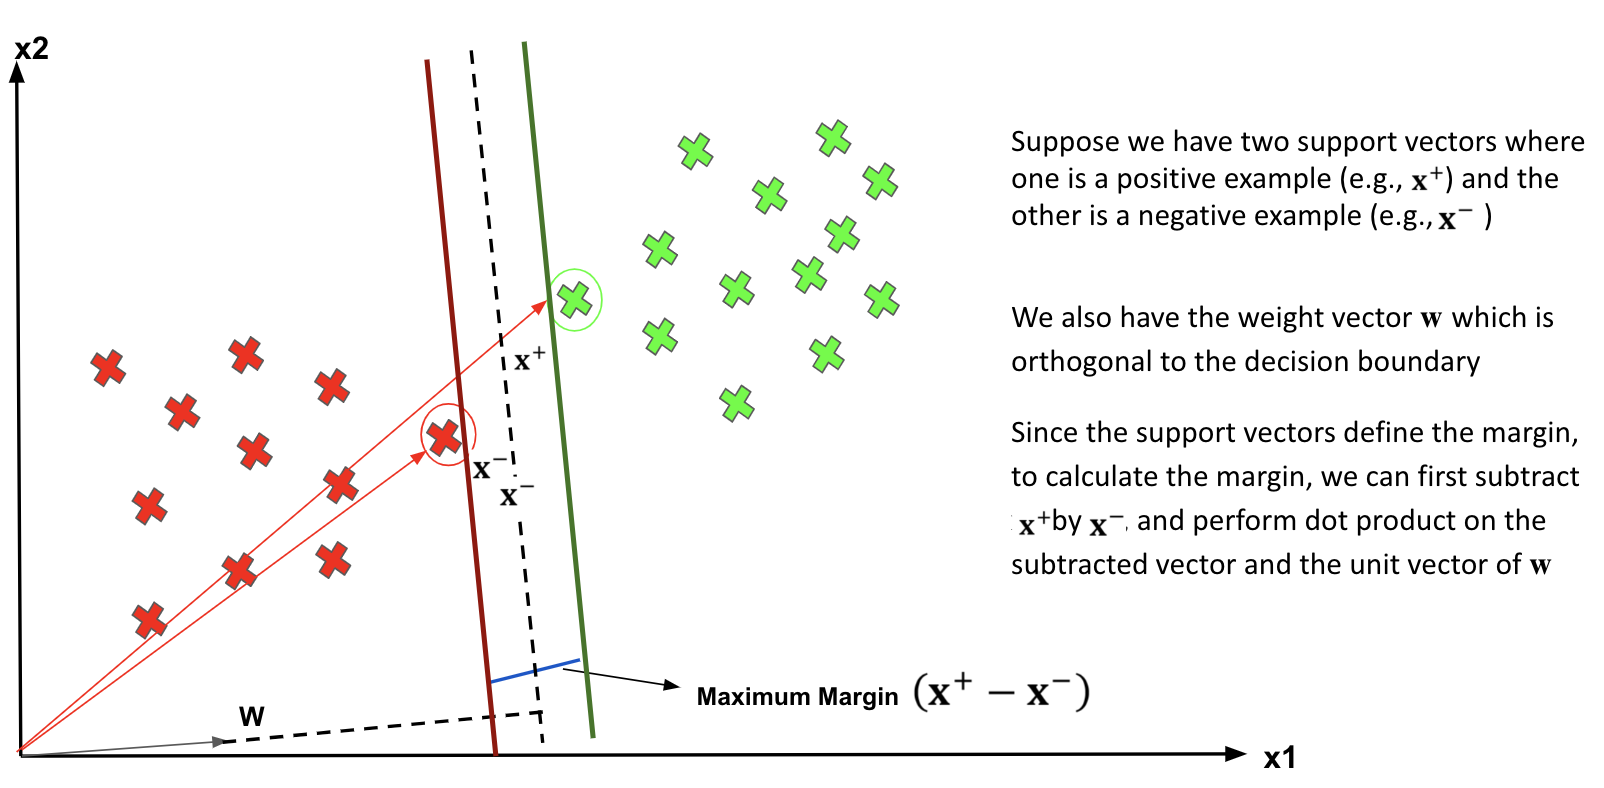 x2
Suppose we have two support vectors where
one is a positive example (e.g., x⁺) and the
other is a negative example (e.g., x⁻ )
We also have the weight vector w which is
orthogonal to the decision boundary
x⁺
Since the support vectors define the margin,
to calculate the margin, we can first subtract
x⁺by x⁻, and perform dot product on the
subtracted vector and the unit vector of w
x⁻
x⁻
Maximum Margin (x⁺ − x⁻)
W
x1